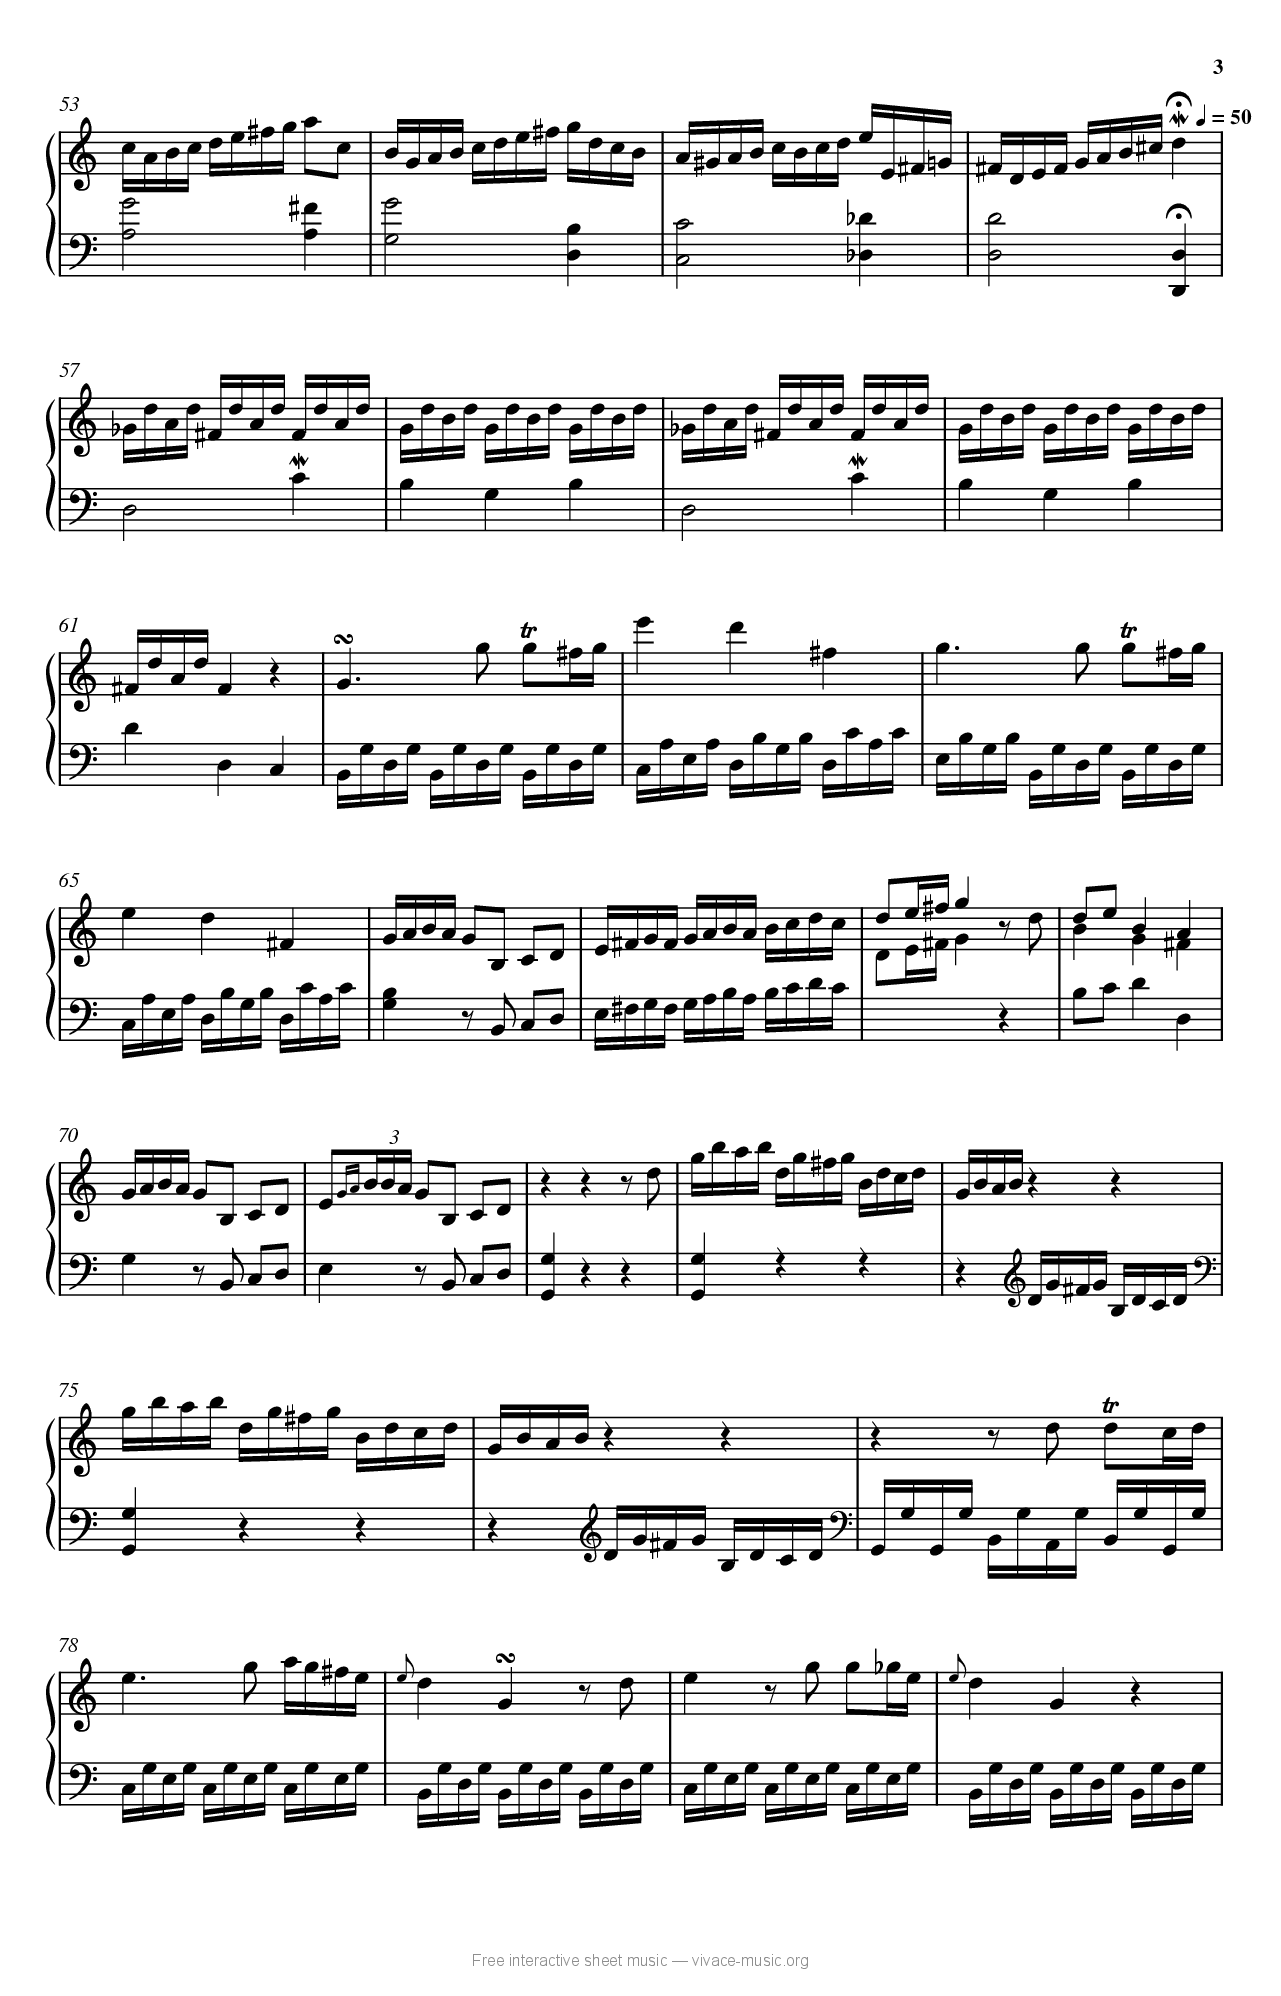 3
53
= 50
57
61
tr
tr
65
70
3
75
tr
78
Free interactive sheet music — vivace-music.org